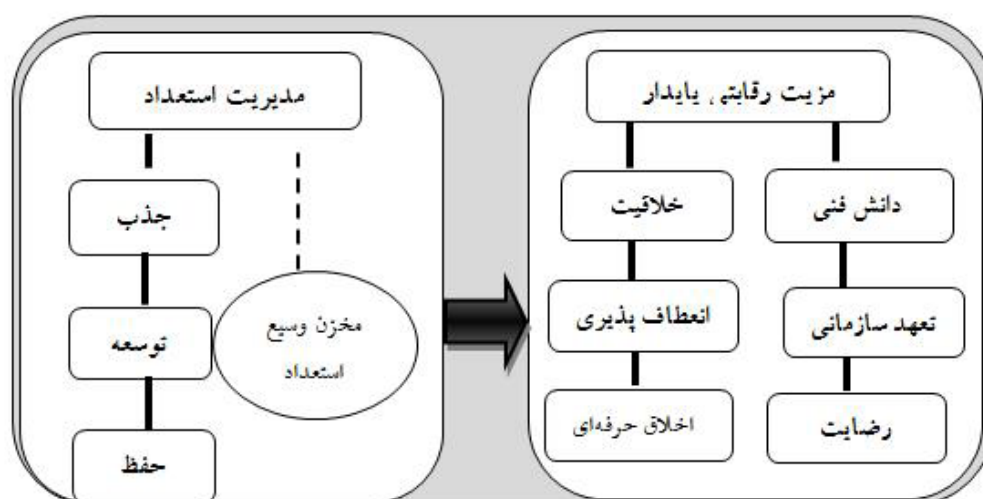 مدیریت استعداد
جذب
توسعه
حفظ
مخزن وسیع
استعداد
مزیت رقابتی پایدار
خلاقیت
انعطاف پذیری
اخلاق حرفه‌ای
دانش فنی
تعهد سازمانی
رضایت